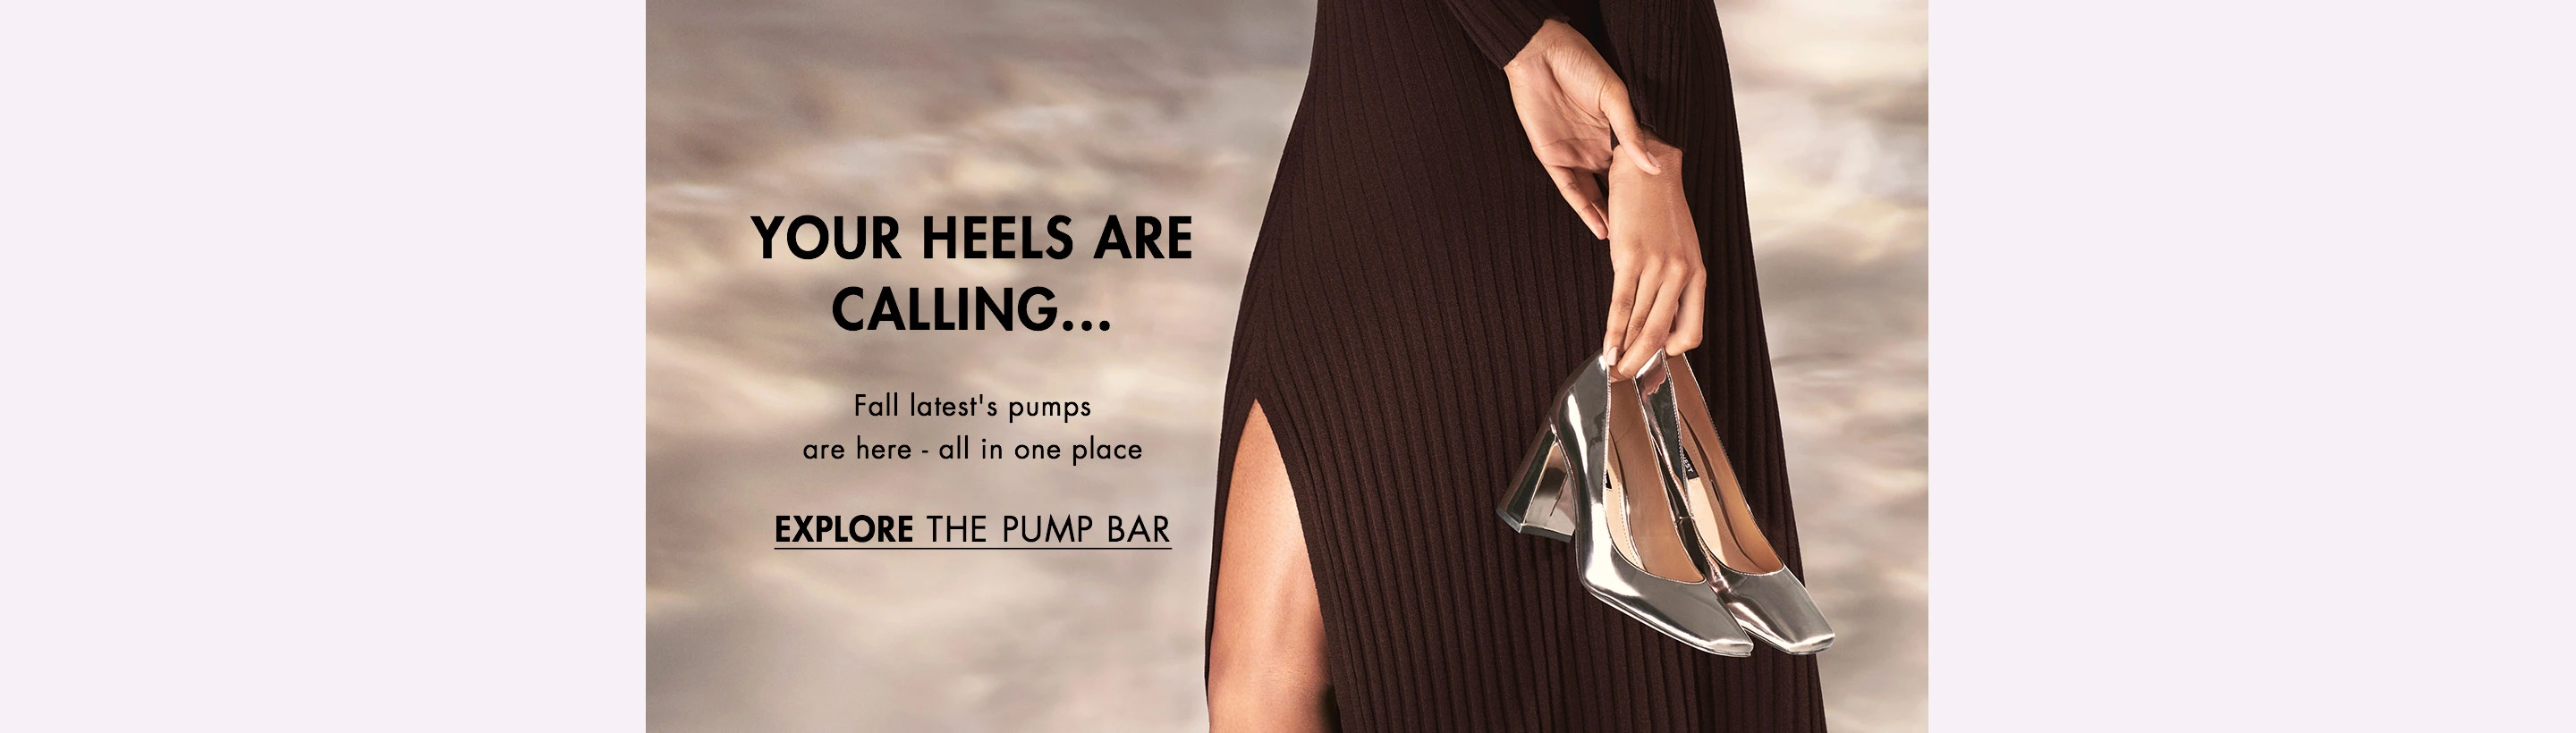 YOUR HEELS ARE
CALLING...
Fall latest's pumps
are here - all in one place
EXPLORE THE PUMP BAR